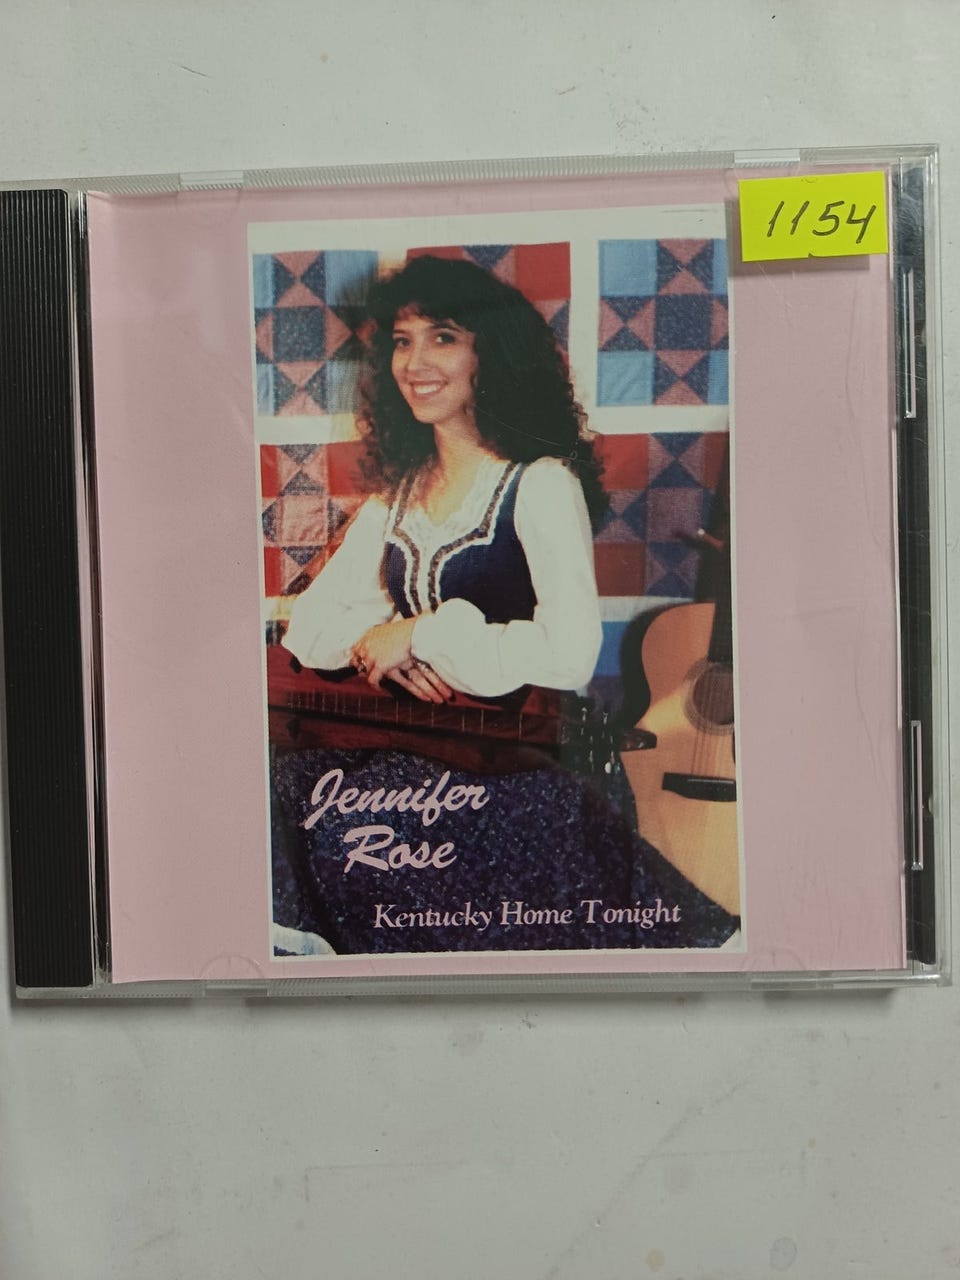 1154
Jennifer
Rose
Kentucky Home Tonight